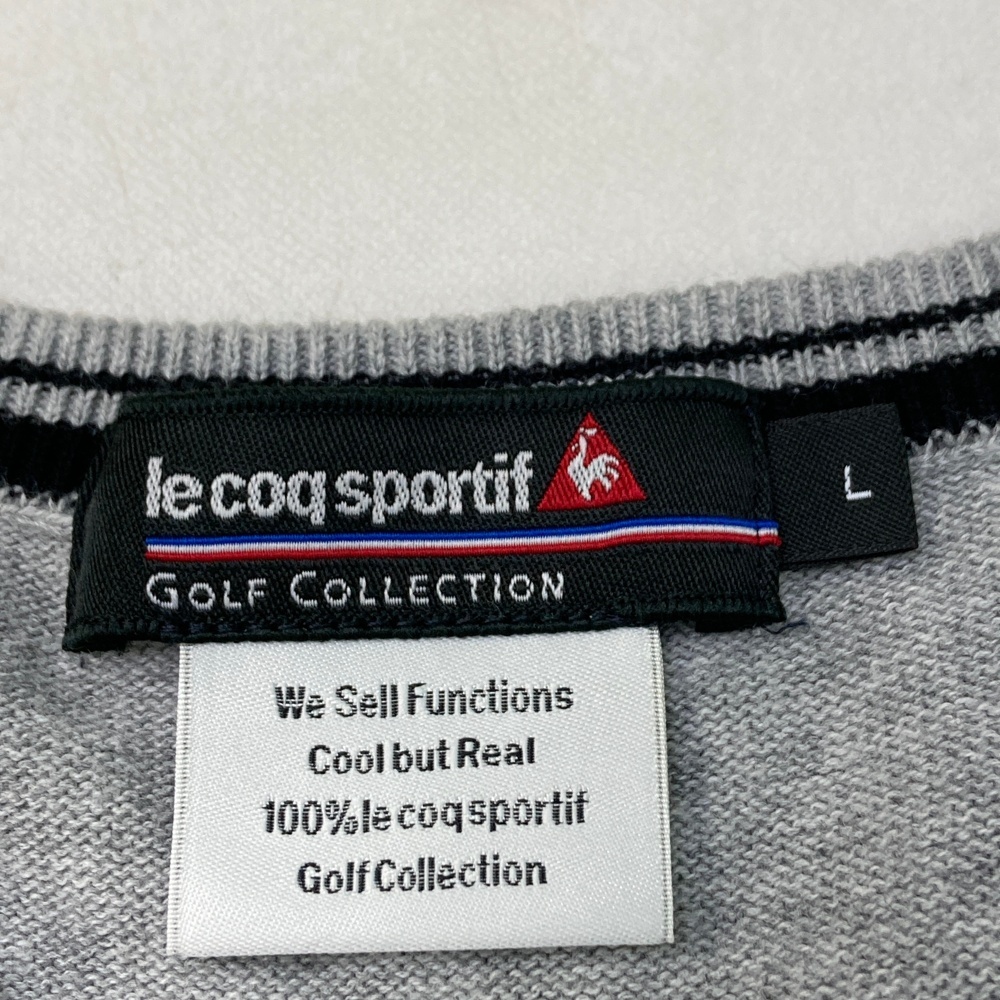 le coq sportif
GOLF COLLECTION
L
We Sell Functions
Cool but Real
100% le coq sportif
Golf Collection